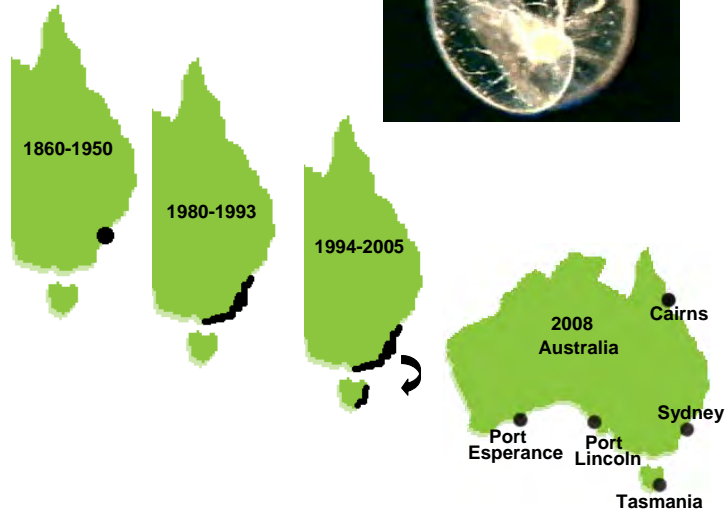 1860-1950
1980-1993
1994-2005
2008
Australia
Cairns
Sydney
Port
Esperance
Port
Lincoln
Tasmania